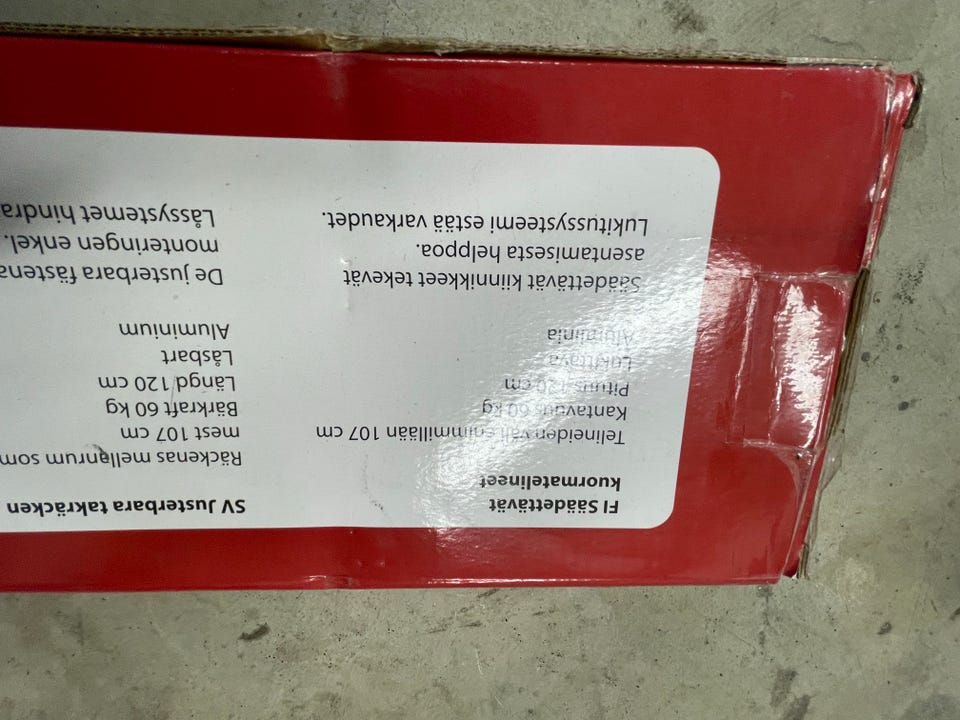 FI Säädettävät
kuormatelineet
Telineiden väli enimmillään 107 cm
Kantavuus 60 kg
Pituus 120 cm
Lukittava
Alumiinia
Säädettävät kiinnikkeet tekevät
asentamisesta helppoa.
Lukitussysteemi estää varkaudet.
SV Justerbara takräcken
Räckenas mellanrum som
mest 107 cm
Bärkraft 60 kg
Längd 120 cm
Låsbart
Aluminium
De justerbara
monteringen enkel.
Låssystemet